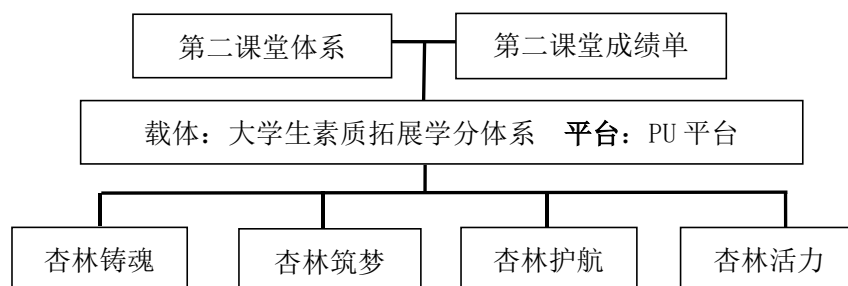 第二课堂体系 第二课堂成绩单
载体：大学生素质拓展学分体系 平台：PU 平台
杏林铸魂 杏林筑梦 杏林护航 杏林活力